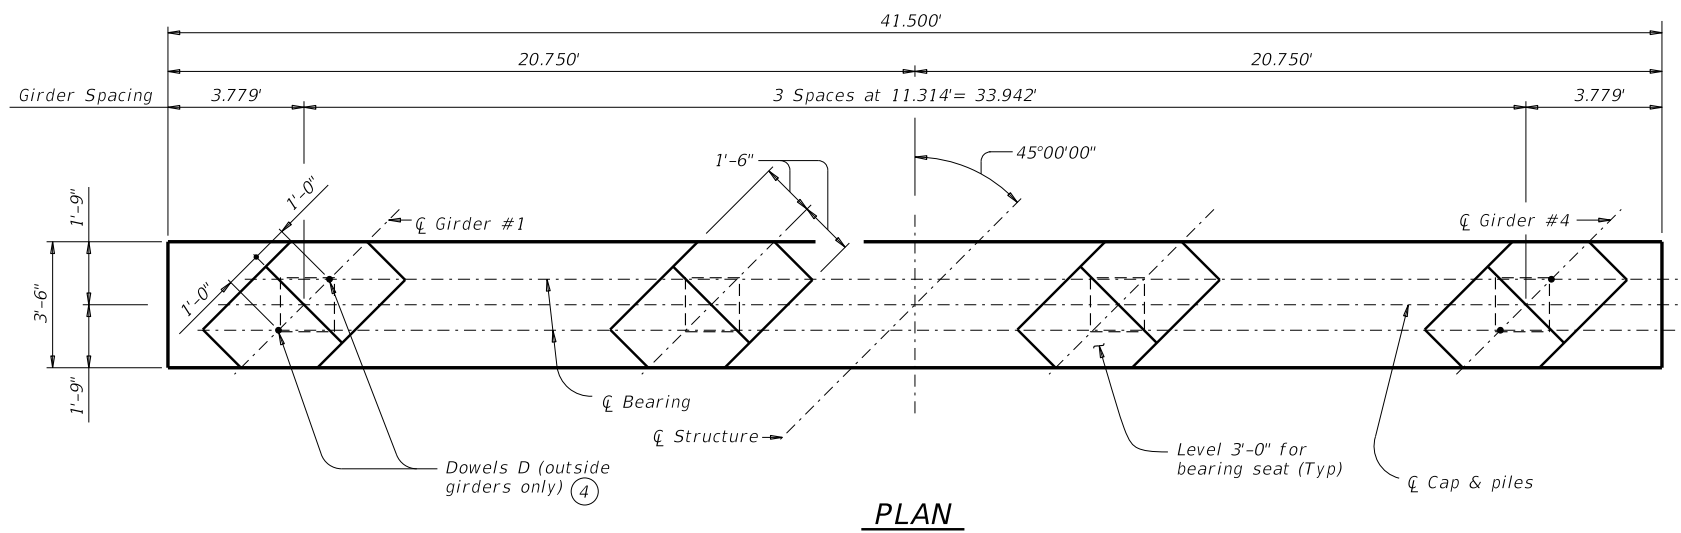 41.500'
20.750'
20.750'
Girder Spacing
3.779'
3 Spaces at 11.314'= 33.942'
3.779'
1'-6"
45°00'00"
1'-0"
1'-9"
℄ Girder #1
℄ Girder #4
1'-0"
3'-6"
1'-9"
℄ Bearing
℄ Structure
Level 3'-0" for
bearing seat (Typ)
Dowels D (outside
girders only) 4
℄ Cap & piles
PLAN